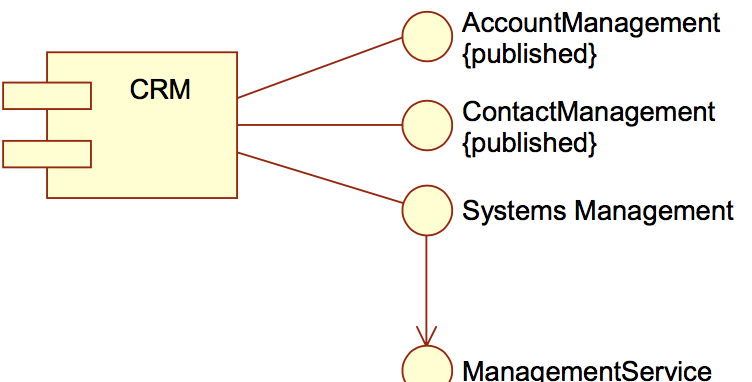 CRM
AccountManagement
{published}
ContactManagement
{published}
Systems Management
ManagementService